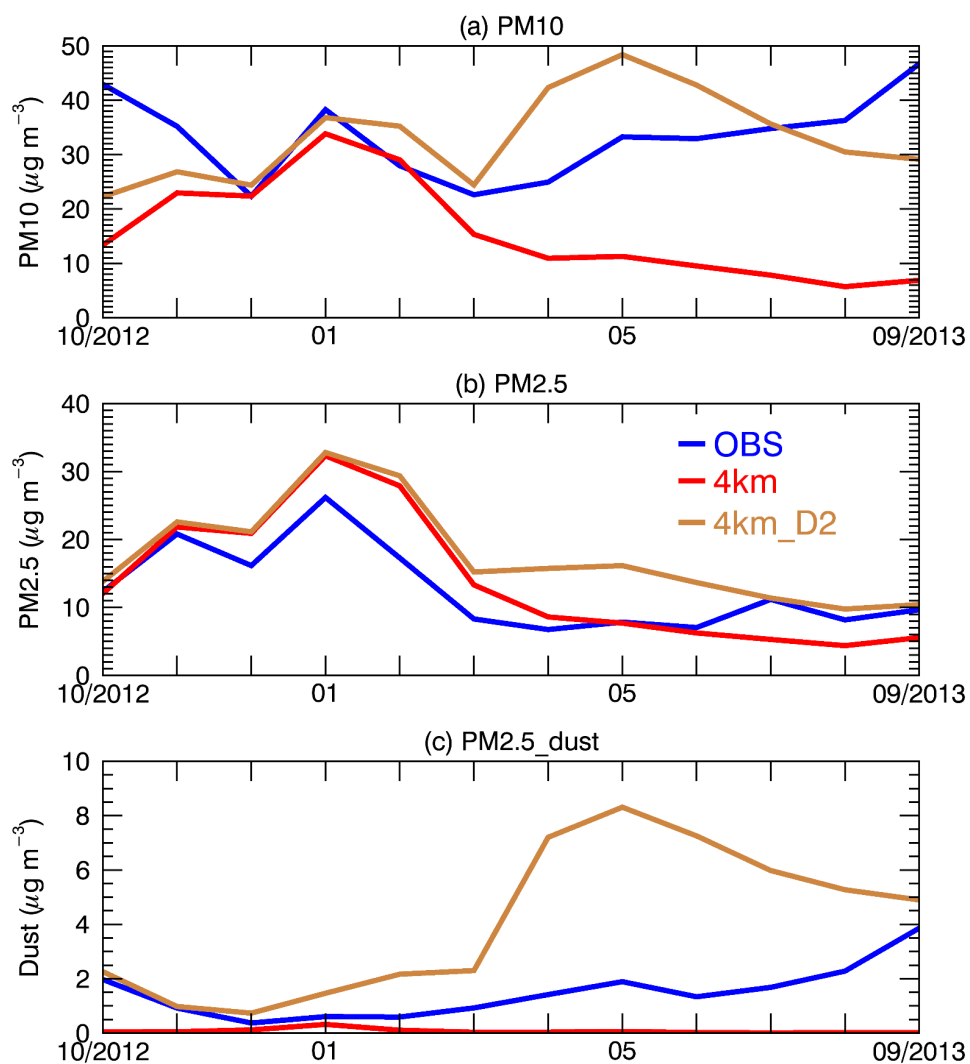 (a) PM10
PM10 (μg m⁻³)
50
40
30
20
10
0
10/2012 01 05 09/2013
(b) PM2.5
PM2.5 (μg m⁻³)
40
30
20
10
0
OBS
4km
4km_D2
10/2012 01 05 09/2013
(c) PM2.5_dust
Dust (μg m⁻³)
10
8
6
4
2
0
10/2012 01 05 09/2013